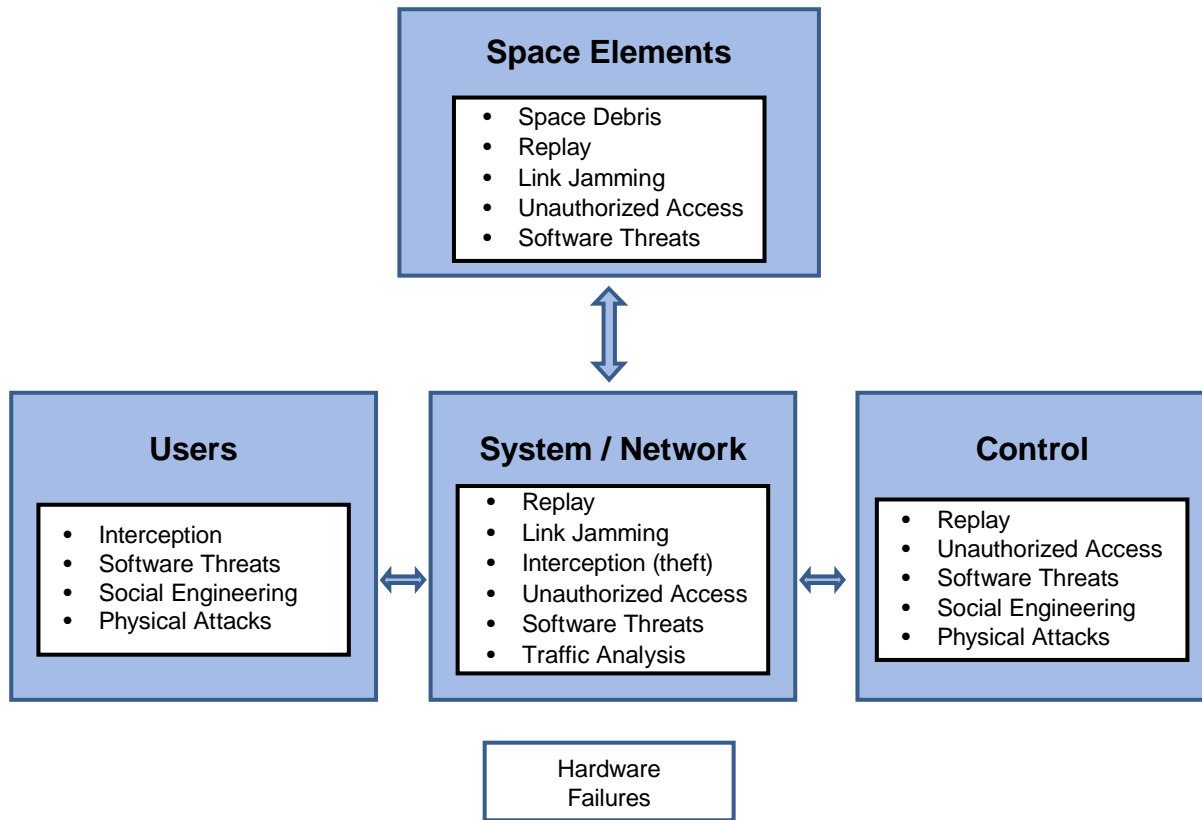 Space Elements
• Space Debris
• Replay
• Link Jamming
• Unauthorized Access
• Software Threats
Users
• Interception
• Software Threats
• Social Engineering
• Physical Attacks
System / Network
• Replay
• Link Jamming
• Interception (theft)
• Unauthorized Access
• Software Threats
• Traffic Analysis
Control
• Replay
• Unauthorized Access
• Software Threats
• Social Engineering
• Physical Attacks
Hardware
Failures